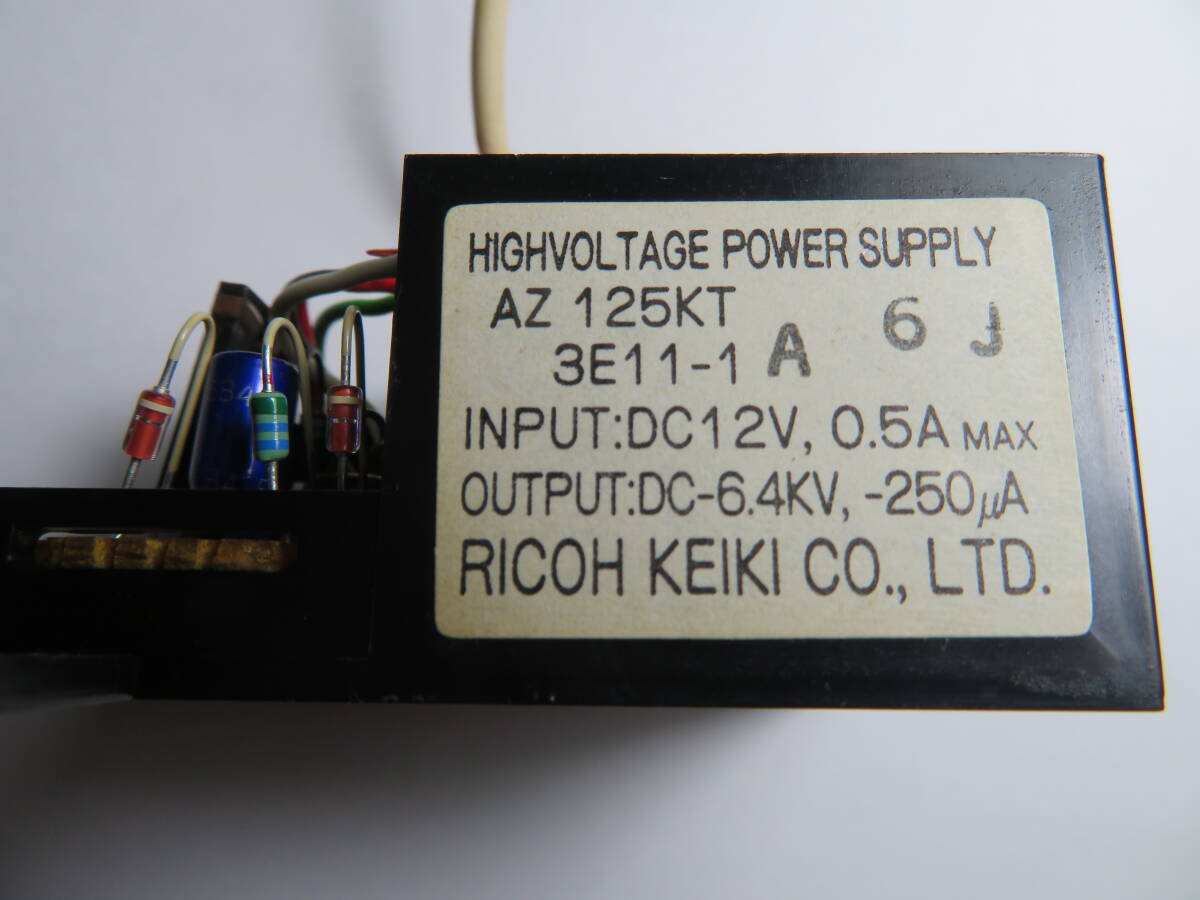 HIGHVOLTAGE POWER SUPPLY
AZ 125KT
3E11-1 A 6 J
INPUT:DC12V, 0.5A MAX
OUTPUT:DC-6.4KV, -250μA
RICOH KEIKI CO., LTD.